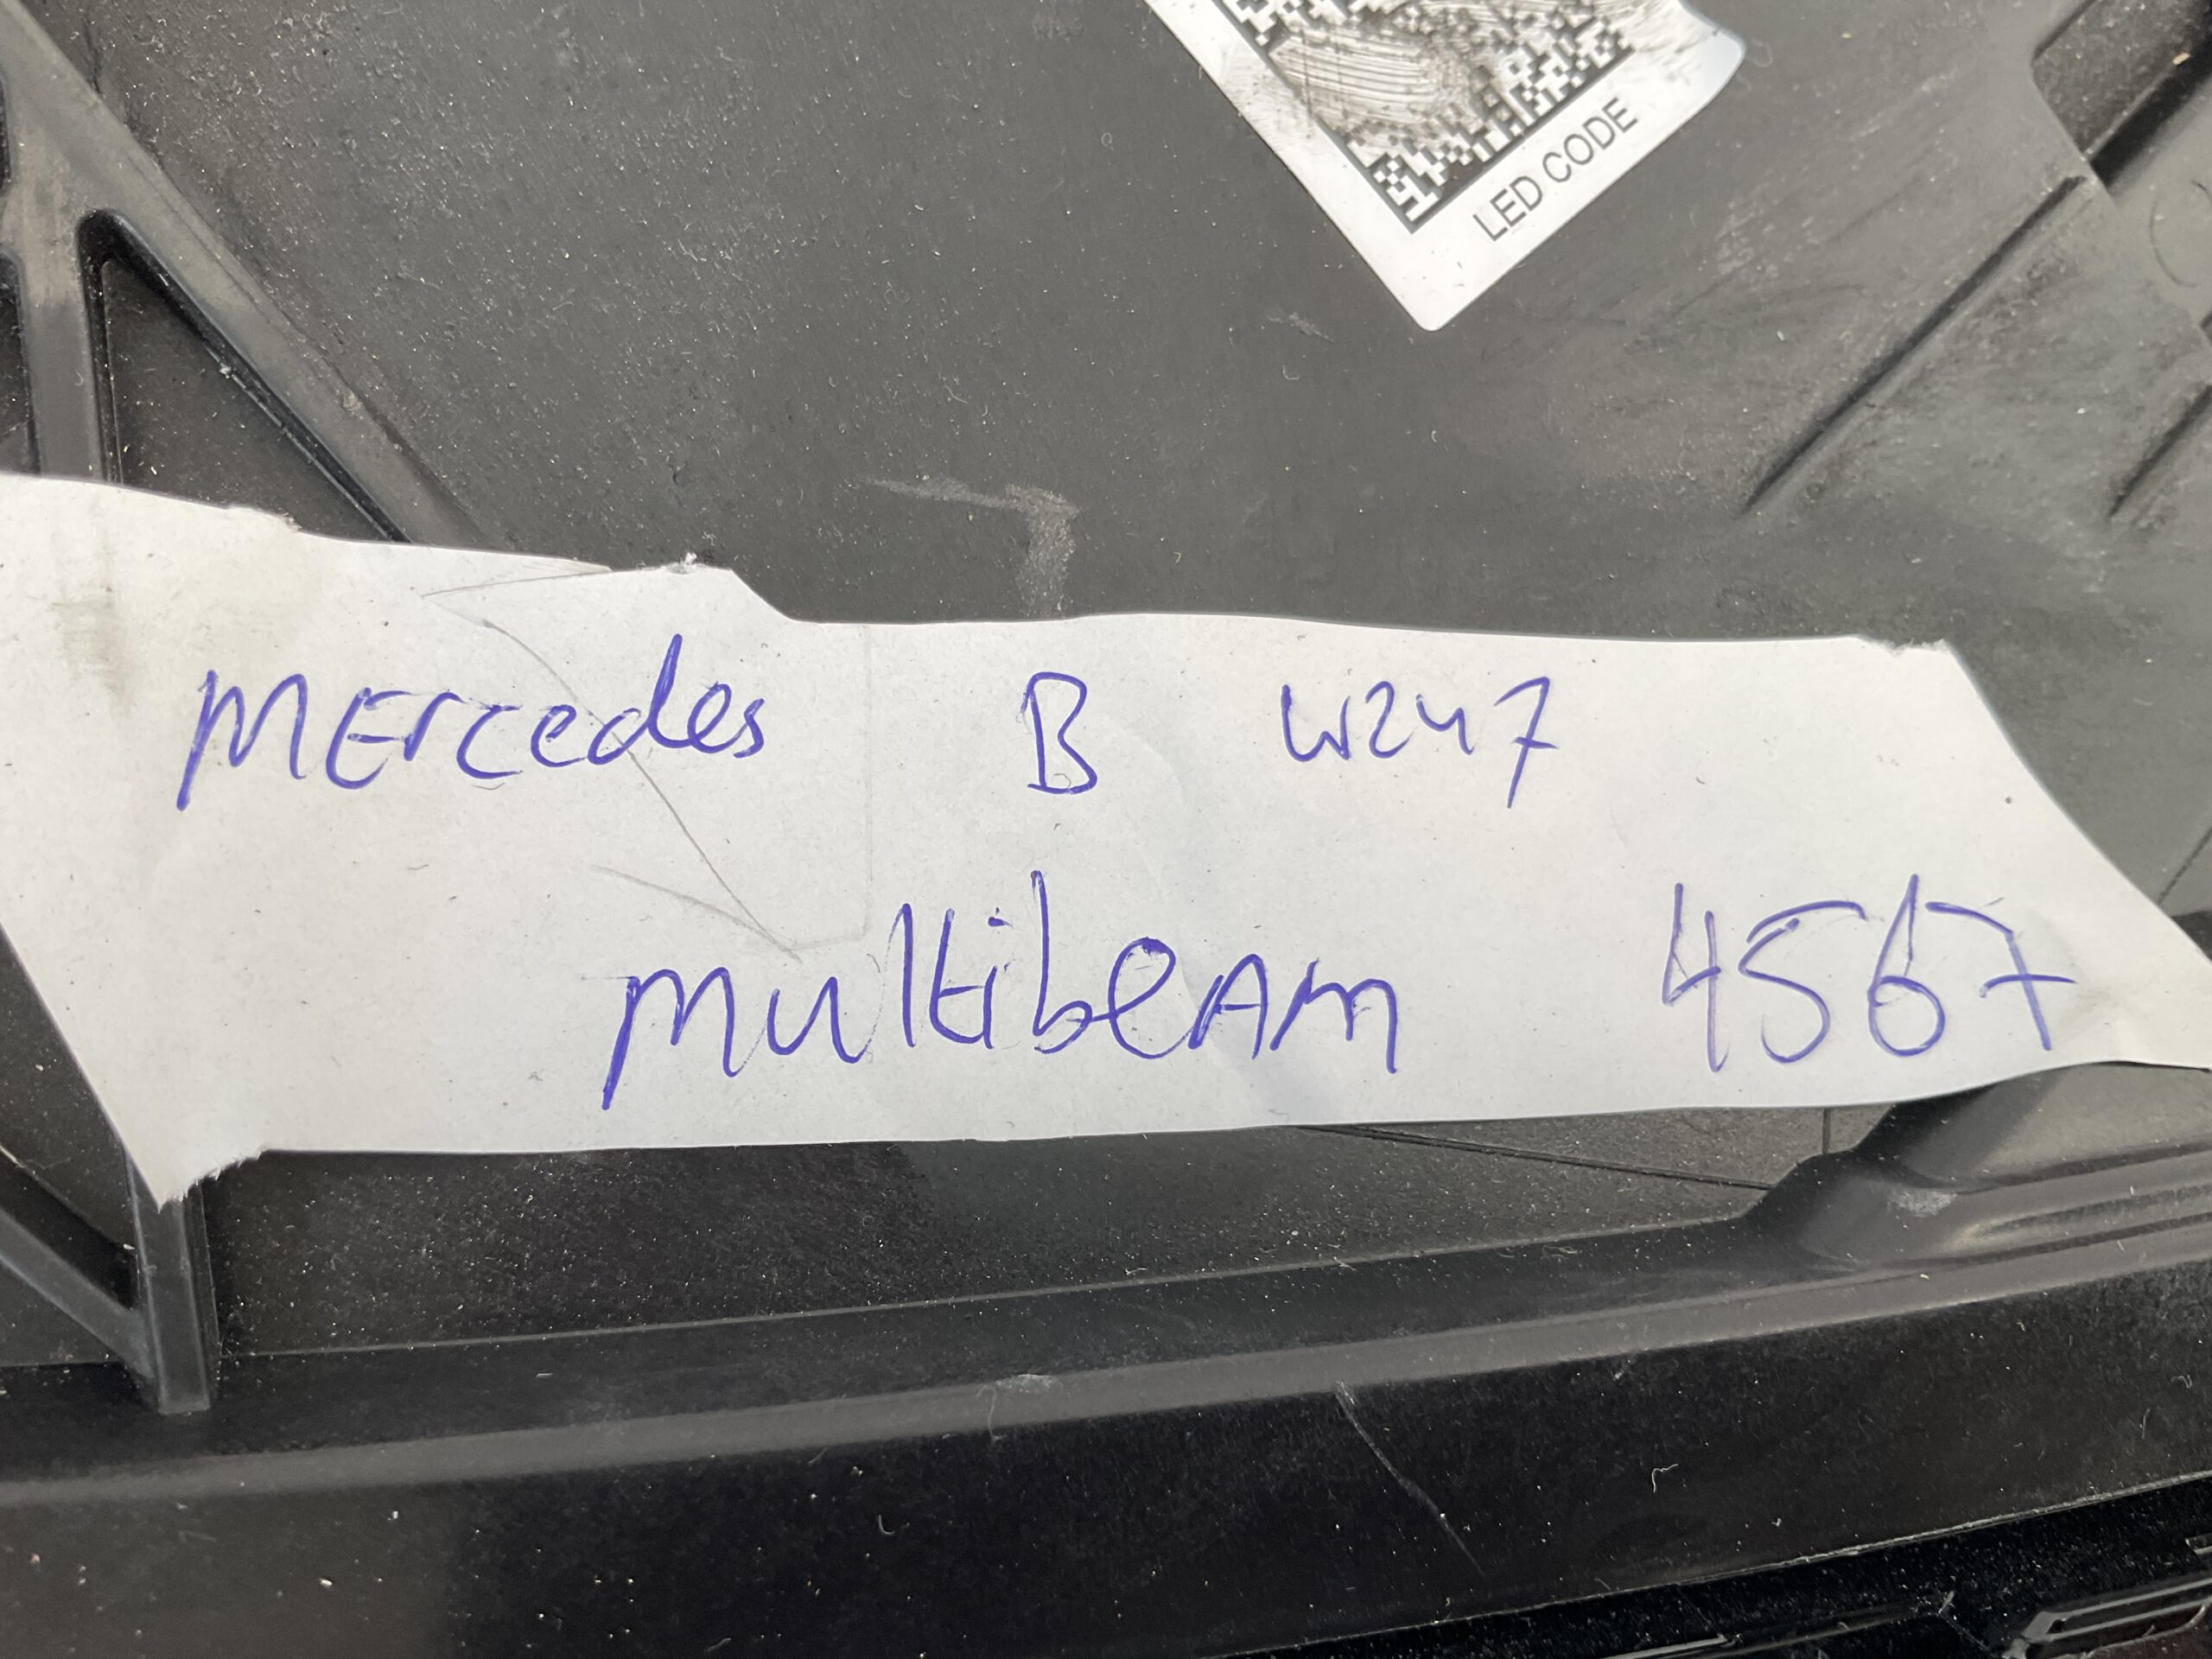 LED CODE
Mercedes B W247
multibeam 4567